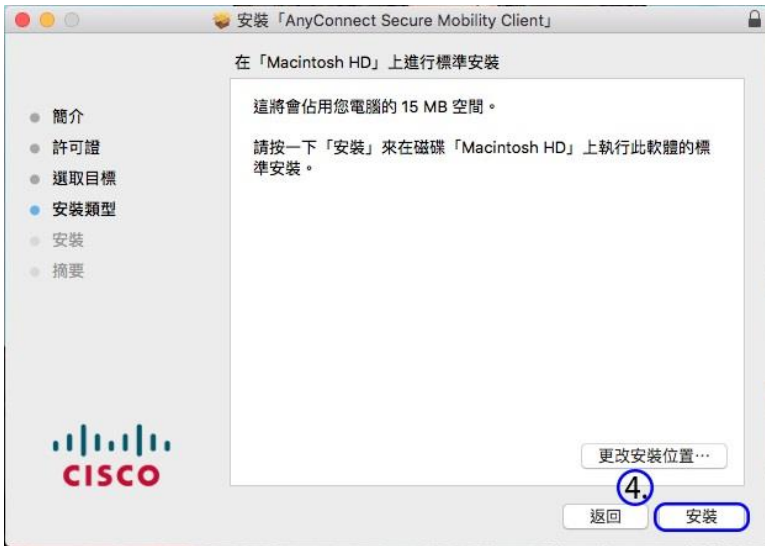 安裝「AnyConnect Secure Mobility Client」
在「Macintosh HD」上進行標準安裝
簡介
許可證
選取目標
安裝類型
安裝
摘要
這將會佔用您電腦的 15 MB 空間。
請按一下「安裝」來在磁碟「Macintosh HD」上執行此軟體的標
準安裝。
CISCO
更改安裝位置⋯
4.
返回
安裝